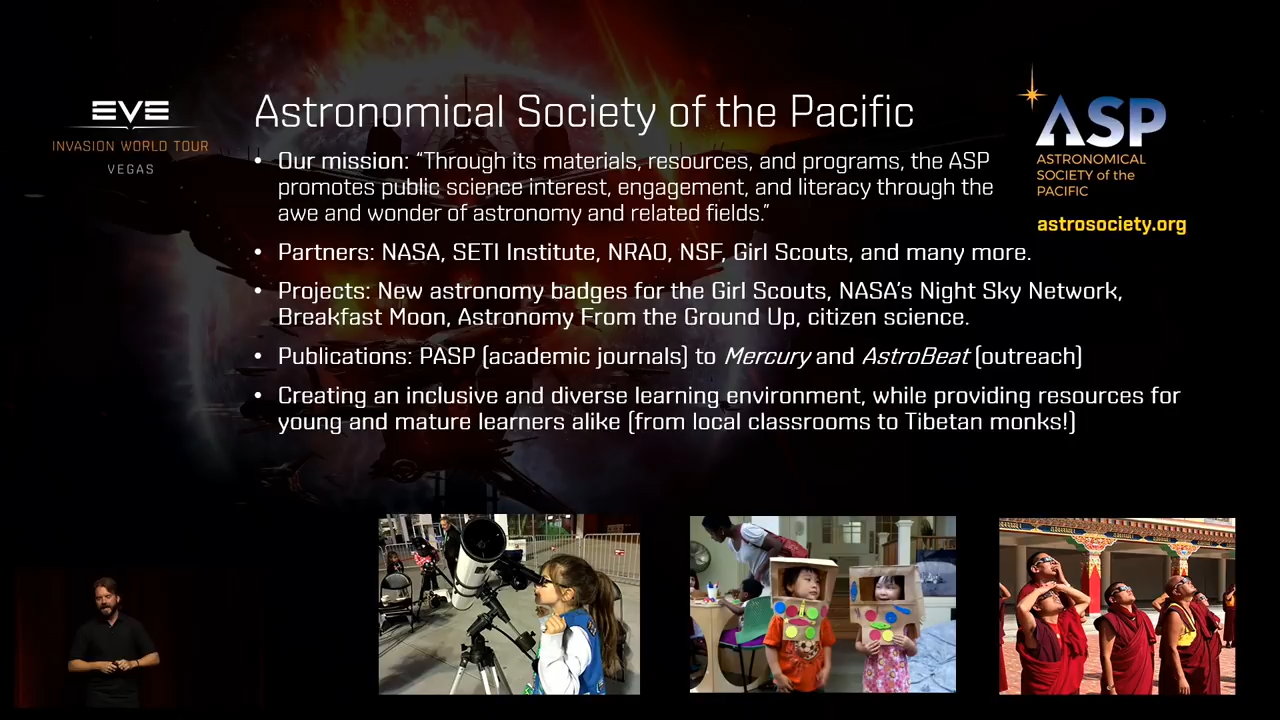 EVE
INVASION WORLD TOUR
VEGAS
Astronomical Society of the Pacific
• Our mission: “Through its materials, resources, and programs, the ASP
promotes public science interest, engagement, and literacy through the
awe and wonder of astronomy and related fields.”
• Partners: NASA, SETI Institute, NRAO, NSF, Girl Scouts, and many more.
• Projects: New astronomy badges for the Girl Scouts, NASA’s Night Sky Network,
Breakfast Moon, Astronomy From the Ground Up, citizen science.
• Publications: PASP (academic journals) to Mercury and AstroBeat (outreach)
• Creating an inclusive and diverse learning environment, while providing resources for
young and mature learners alike (from local classrooms to Tibetan monks!)
ASP
ASTRONOMICAL
SOCIETY of the
PACIFIC
astrosociety.org